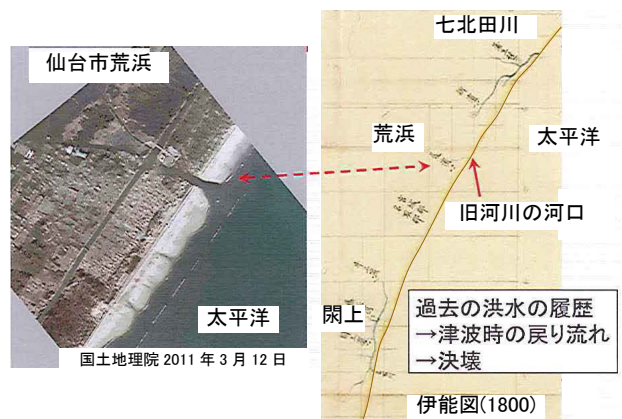 仙台市荒浜
太平洋
国土地理院 2011 年 3 月 12 日
七北田川
荒浜
太平洋
旧河川の河口
閖上
過去の洪水の履歴
→津波時の戻り流れ
→決壊
伊能図(1800)